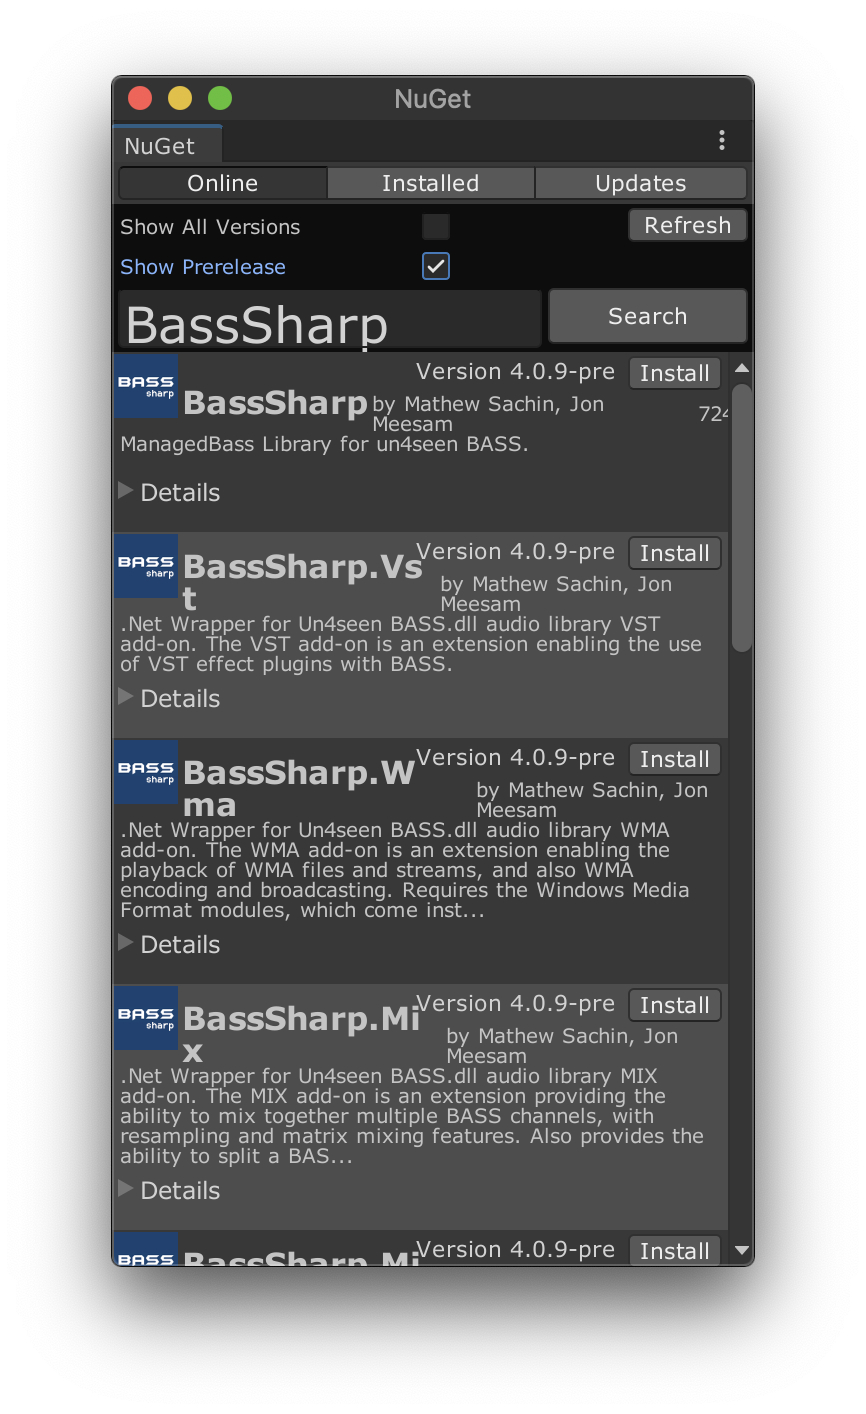 NuGet
NuGet
Online Installed Updates
Show All Versions Refresh
Show Prerelease
BassSharp Search
BASS sharp
Version 4.0.9-pre Install
BassSharp by Mathew Sachin, Jon
Meesam
724
ManagedBass Library for un4seen BASS.
Details
BASS sharp
Version 4.0.9-pre Install
BassSharp.Vs
t
by Mathew Sachin, Jon
Meesam
.Net Wrapper for Un4seen BASS.dll audio library VST
add-on. The VST add-on is an extension enabling the use
of VST effect plugins with BASS.
Details
BASS sharp
Version 4.0.9-pre Install
BassSharp.W
ma
by Mathew Sachin, Jon
Meesam
.Net Wrapper for Un4seen BASS.dll audio library WMA
add-on. The WMA add-on is an extension enabling the
playback of WMA files and streams, and also WMA
encoding and broadcasting. Requires the Windows Media
Format modules, which come inst...
Details
BASS sharp
Version 4.0.9-pre Install
BassSharp.Mi
x
by Mathew Sachin, Jon
Meesam
.Net Wrapper for Un4seen BASS.dll audio library MIX
add-on. The MIX add-on is an extension providing the
ability to mix together multiple BASS channels, with
resampling and matrix mixing features. Also provides the
ability to split a BAS...
Details
BASS
Version 4.0.9-pre Install
BassSharp.Mi